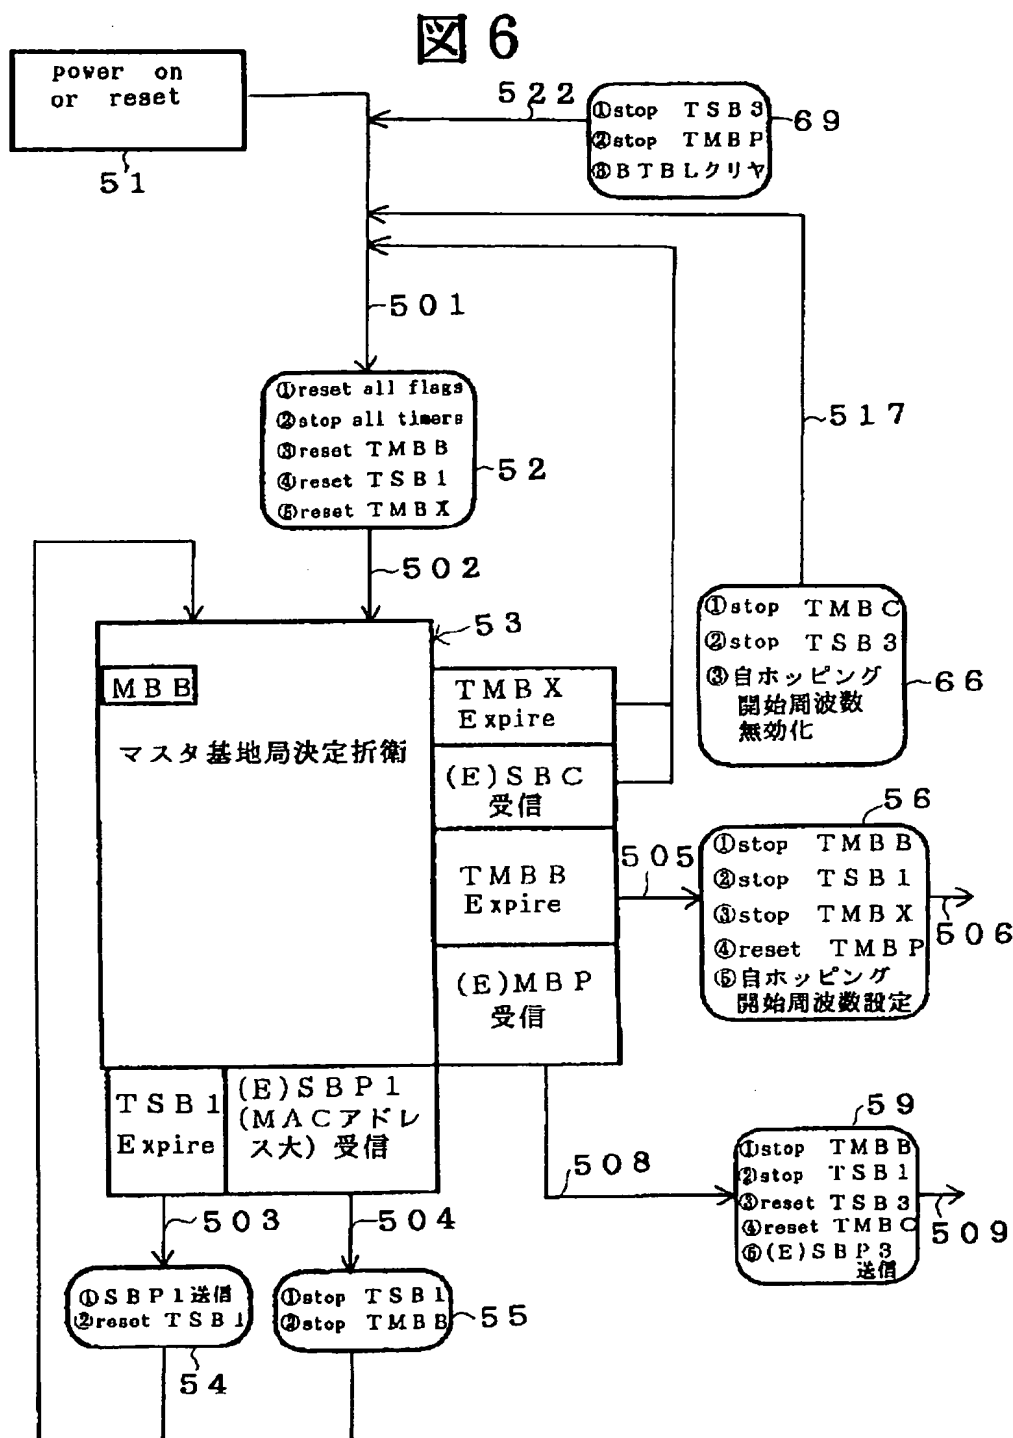 図6
power on
or reset
51
522
①stop TSB3
②stop TMBP
③BTBLクリヤ
69
501
①reset all flags
②stop all timers
③reset TMBB
④reset TSB1
⑤reset TMBX
52
517
502
53
MBB
マスタ基地局決定折衝
TMBX
Expire
(E)SBC
受信
TMBB
Expire
(E)MBP
受信
①stop TMBC
②stop TSB3
③自ホッピング
開始周波数
無効化
66
505
56
①stop TMBB
②stop TSB1
③stop TMBX
④reset TMBP
⑤自ホッピング
開始周波数設定
506
TSB1
Expire
(E)SBP1
(MACアドレ
ス大)受信
508
59
①stop TMBB
②stop TSB1
③reset TSB3
④reset TMBC
⑤(E)SBP3
送信
509
503
504
①SBP1送信
②reset TSB1
54
①stop TSB1
②stop TMBB
55